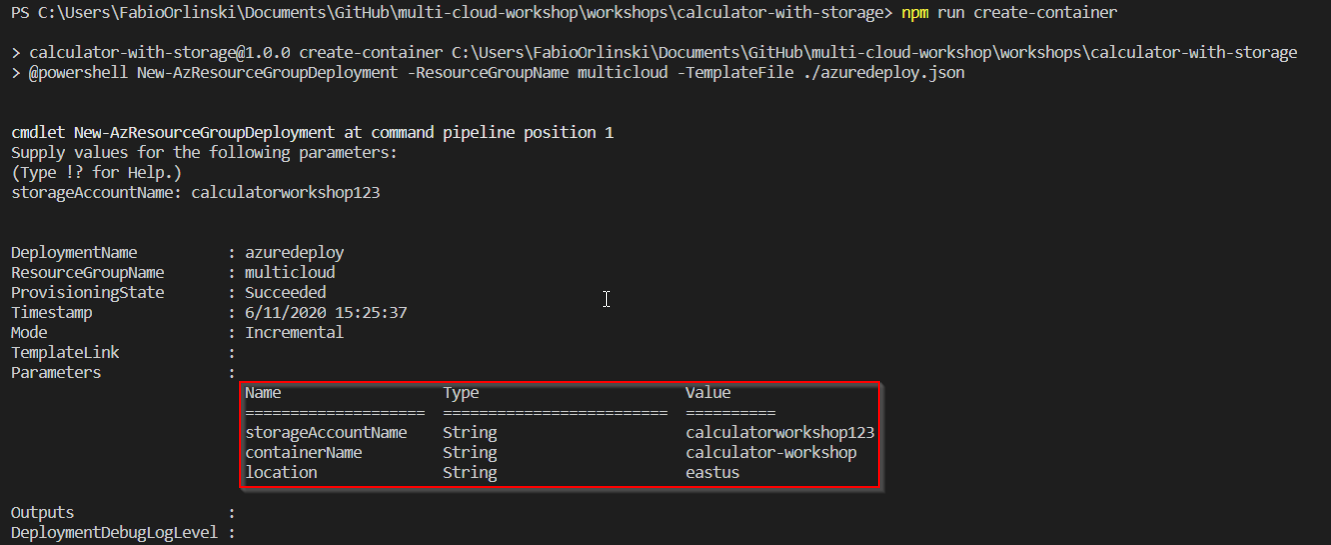 PS C:\Users\FabioOrlinski\Documents\GitHub\multi-cloud-workshop\workshops\calculator-with-storage> npm run create-container
> calculator-with-storage@1.0.0 create-container C:\Users\FabioOrlinski\Documents\GitHub\multi-cloud-workshop\workshops\calculator-with-storage
> @powershell New-AzResourceGroupDeployment -ResourceGroupName multicloud -TemplateFile ./azuredeploy.json
cmdlet New-AzResourceGroupDeployment at command pipeline position 1
Supply values for the following parameters:
(Type !? for Help.)
storageAccountName: calculatorworkshop123
DeploymentName          : azuredeploy
ResourceGroupName       : multicloud
ProvisioningState       : Succeeded
Timestamp               : 6/11/2020 15:25:37
Mode                    : Incremental
TemplateLink            :
Parameters              :
Name                  Type                       Value
====================  =========================  ==========
storageAccountName    String                     calculatorworkshop123
containerName         String                     calculator-workshop
location              String                     eastus
Outputs                 :
DeploymentDebugLogLevel :